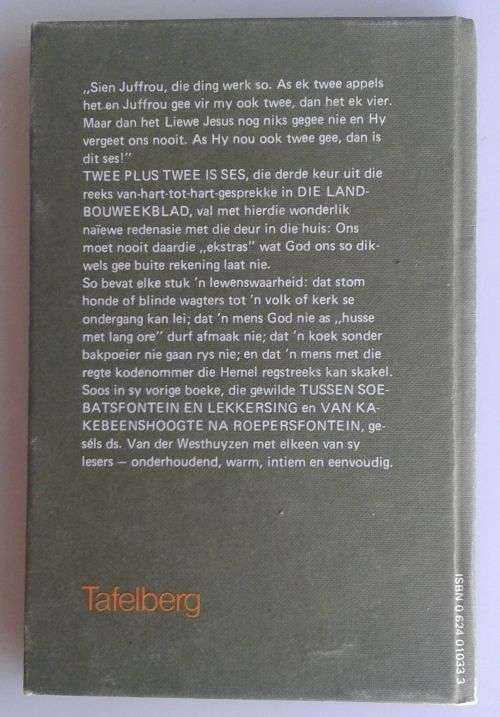 „Sien Juffrou, die ding werk so. As ek twee appels
het en Juffrou gee vir my ook twee, dan het ek vier.
Maar dan het Liewe Jesus nog niks gegee nie en Hy
vergeet ons nooit. As Hy nou ook twee gee, dan is
dit ses!”
TWEE PLUS TWEE IS SES, die derde keur uit die
reeks van-hart-tot-hart-gesprekke in DIE LAND-
BOUWEEKBLAD, val met hierdie wonderlik
naïewe redenasie met die deur in die huis: Ons
moet nooit daardie „ekstras” wat God ons so dik-
wels gee buite rekening laat nie.
So bevat elke stuk ’n lewenswaarheid: dat stom
honde of blinde wagters tot ’n volk of kerk se
ondergang kan lei; dat ’n mens God nie as „husse
met lang ore” durf afmaak nie; dat ’n koek sonder
bakpoeier nie gaan rys nie; en dat ’n mens met die
regte kodenommer die Hemel regstreeks kan skakel.
Soos in sy vorige boeke, die gewilde TUSSEN SOE-
BATSFONTEIN EN LEKKERSING en VAN KA-
KEBEENSHOOGTE NA ROEPERSFONTEIN, ge-
séls ds. Van der Westhuyzen met elkeen van sy
lesers – onderhoudend, warm, intiem en eenvoudig.
Tafelberg
ISBN 0 624 01033 3